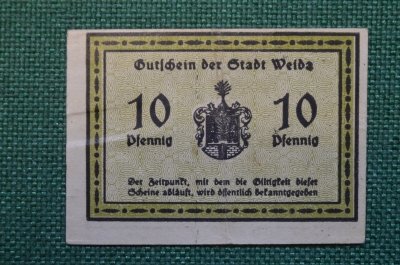 Gutschein der Stadt Weida
10 10
Pfennig Pfennig
Der Zeitpunkt, mit dem die Giltigkeit dieser
Scheine abläuft, wird öffentlich bekanntgegeben